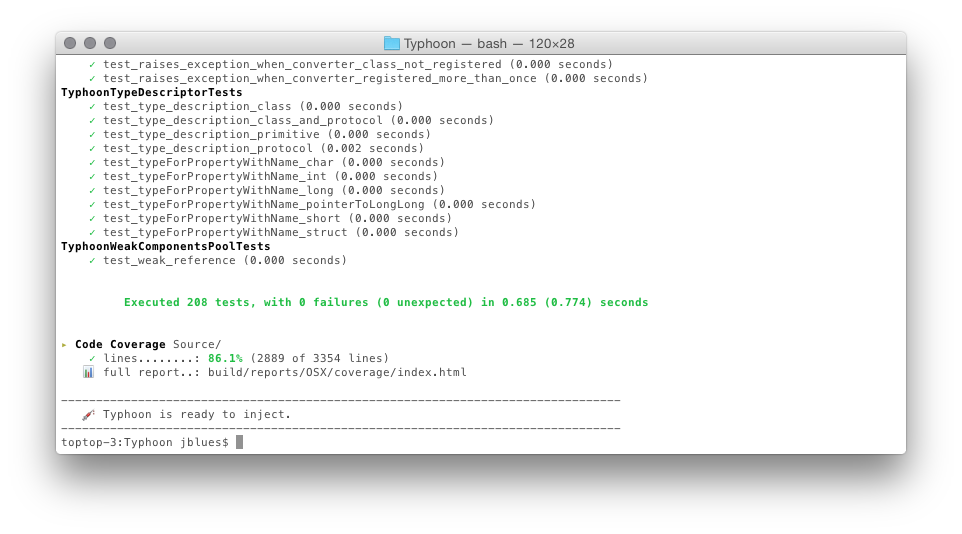 Typhoon — bash — 120×28
✓ test_raises_exception_when_converter_class_not_registered (0.000 seconds)
✓ test_raises_exception_when_converter_registered_more_than_once (0.000 seconds)
TyphoonTypeDescriptorTests
✓ test_type_description_class (0.000 seconds)
✓ test_type_description_class_and_protocol (0.000 seconds)
✓ test_type_description_primitive (0.000 seconds)
✓ test_type_description_protocol (0.002 seconds)
✓ test_typeForPropertyWithName_char (0.000 seconds)
✓ test_typeForPropertyWithName_int (0.000 seconds)
✓ test_typeForPropertyWithName_long (0.000 seconds)
✓ test_typeForPropertyWithName_pointerToLongLong (0.000 seconds)
✓ test_typeForPropertyWithName_short (0.000 seconds)
✓ test_typeForPropertyWithName_struct (0.000 seconds)
TyphoonWeakComponentsPoolTests
✓ test_weak_reference (0.000 seconds)
Executed 208 tests, with 0 failures (0 unexpected) in 0.685 (0.774) seconds
▸ Code Coverage Source/
✓ lines........: 86.1% (2889 of 3354 lines)
📊 full report..: build/reports/OSX/coverage/index.html
--------------------------------------------------------------------------------
💉 Typhoon is ready to inject.
--------------------------------------------------------------------------------
toptop-3:Typhoon jblues$